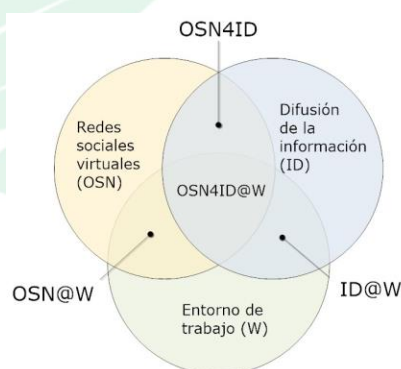 OSN4ID
Redes
sociales
virtuales
(OSN)
Difusión
de la
información
(ID)
OSN4ID@W
OSN@W
ID@W
Entorno de
trabajo (W)